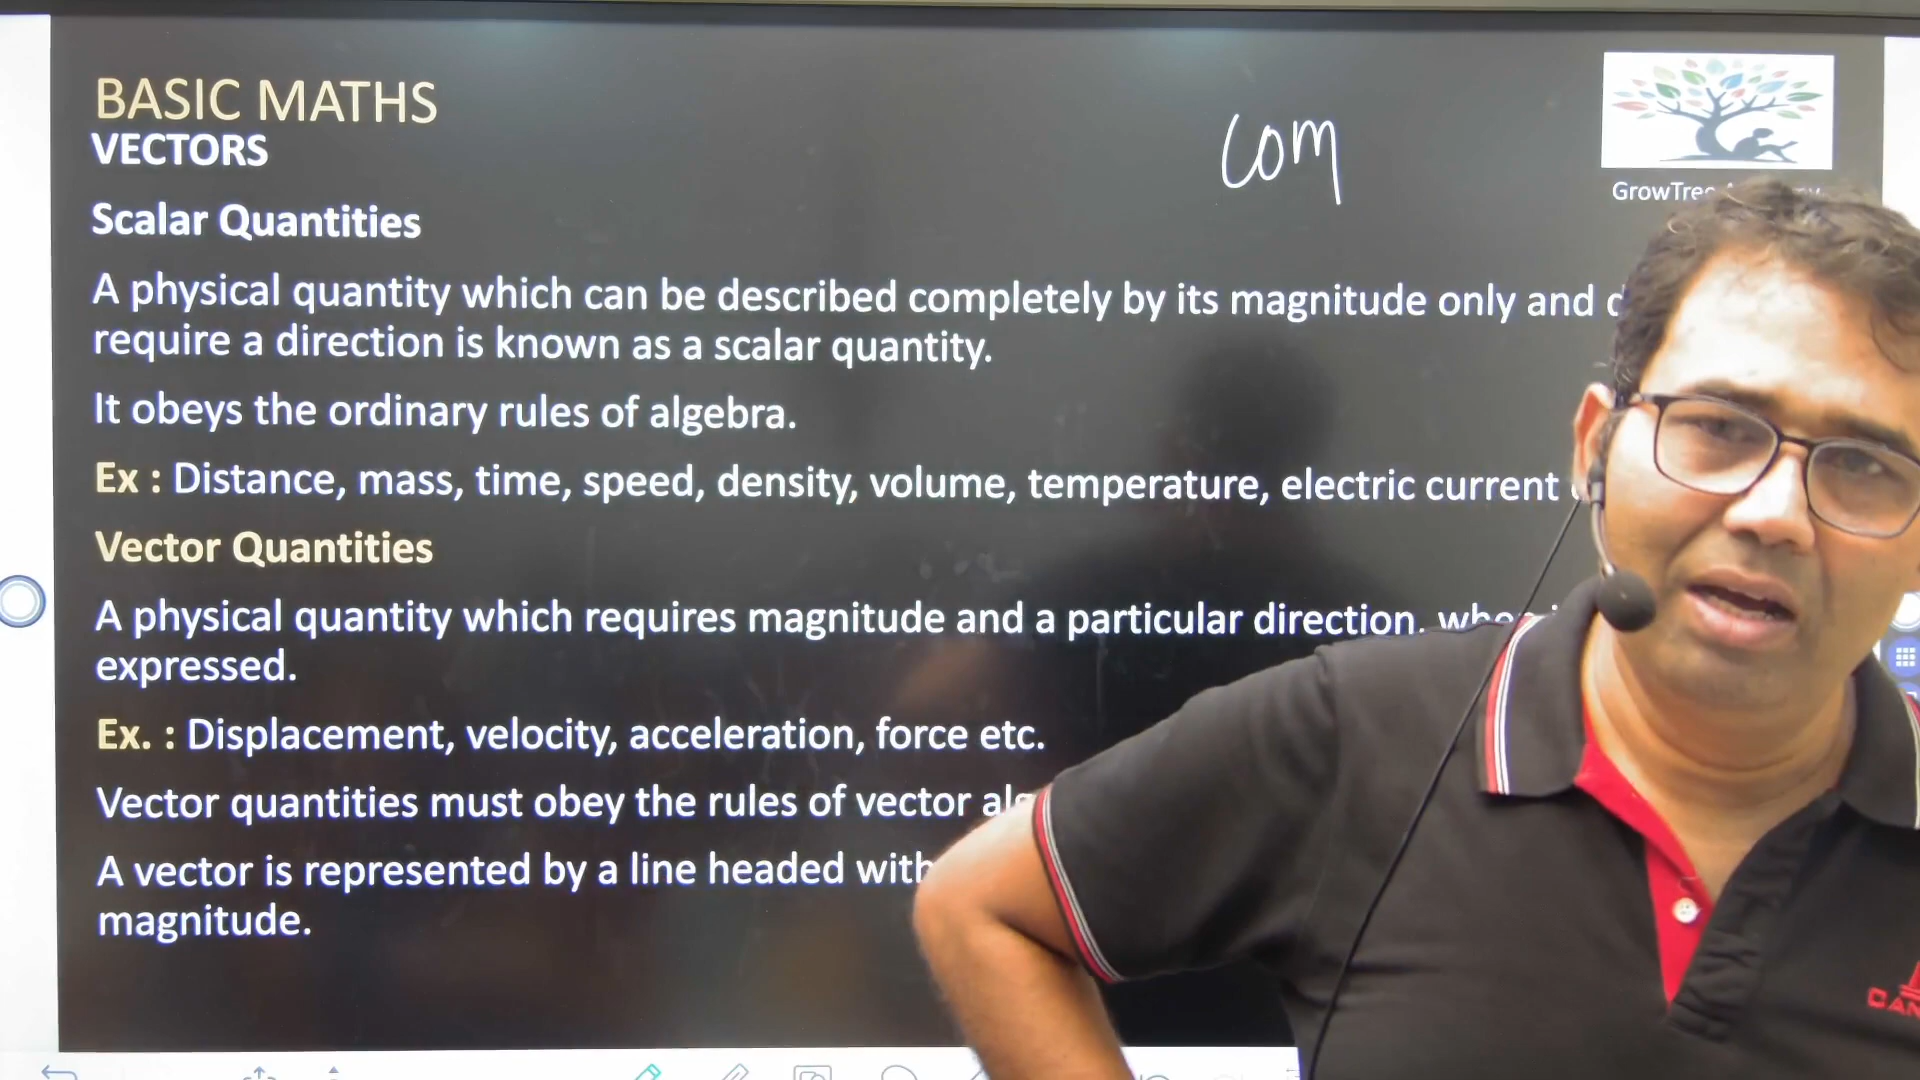 BASIC MATHS
VECTORS
com
Scalar Quantities
A physical quantity which can be described completely by its magnitude only and
require a direction is known as a scalar quantity.
It obeys the ordinary rules of algebra.
Ex : Distance, mass, time, speed, density, volume, temperature, electric current
Vector Quantities
A physical quantity which requires magnitude and a particular direction,
expressed.
Ex. : Displacement, velocity, acceleration, force etc.
Vector quantities must obey the rules of vector
A vector is represented by a line headed with
magnitude.